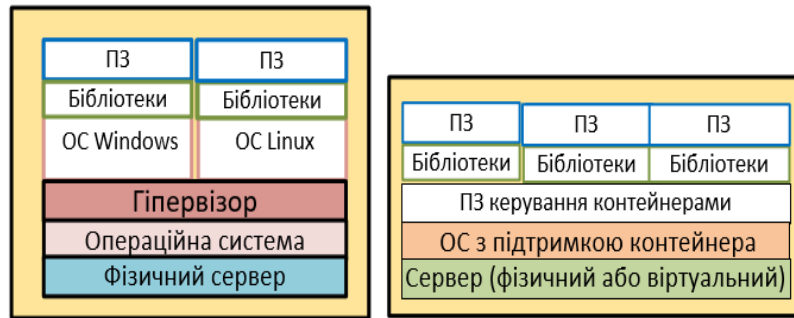 ПЗ ПЗ
Бібліотеки Бібліотеки
ОС Windows ОС Linux
Гіпервізор
Операційна система
Фізичний сервер
ПЗ ПЗ ПЗ
Бібліотеки Бібліотеки Бібліотеки
ПЗ керування контейнерами
ОС з підтримкою контейнера
Сервер (фізичний або віртуальний)